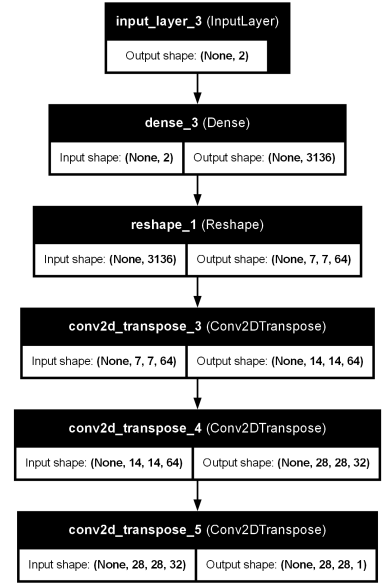 input_layer_3 (InputLayer)
Output shape: (None, 2)
dense_3 (Dense)
Input shape: (None, 2) Output shape: (None, 3136)
reshape_1 (Reshape)
Input shape: (None, 3136) Output shape: (None, 7, 7, 64)
conv2d_transpose_3 (Conv2DTranspose)
Input shape: (None, 7, 7, 64) Output shape: (None, 14, 14, 64)
conv2d_transpose_4 (Conv2DTranspose)
Input shape: (None, 14, 14, 64) Output shape: (None, 28, 28, 32)
conv2d_transpose_5 (Conv2DTranspose)
Input shape: (None, 28, 28, 32) Output shape: (None, 28, 28, 1)